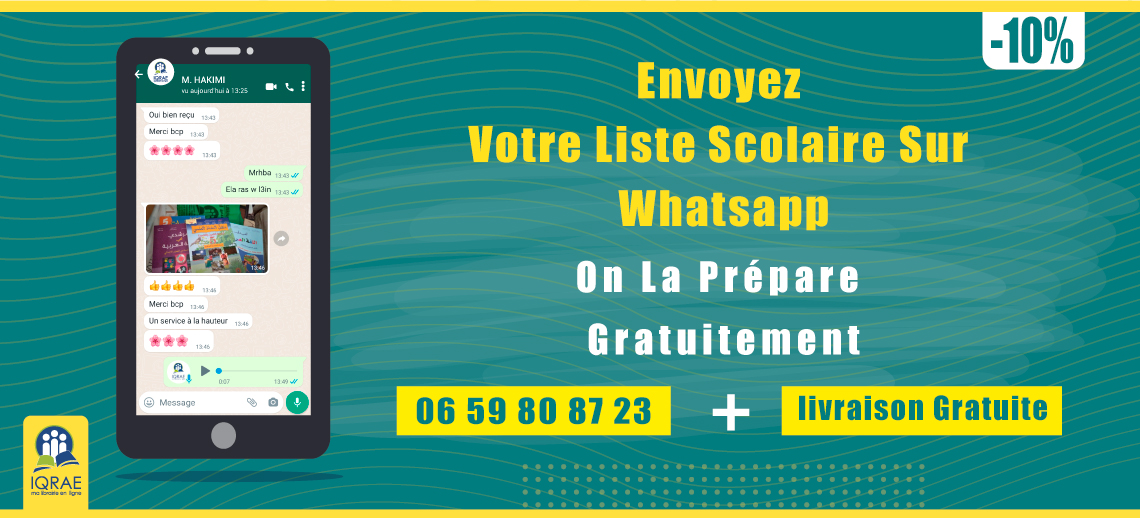 -10%
Envoyez
Votre Liste Scolaire Sur
Whatsapp
On La Prépare
Gratuitement
06 59 80 87 23
+
livraison Gratuite
IQRAE
M. HAKIMI
vu aujourd'hui à 13:25
Oui bien reçu 13:43
Merci bcp 13:43
13:43
Mrhba 13:43
Ela ras w l3in 13:43
13:46
👍👍👍👍 13:46
Merci bcp 13:46
Un service à la hauteur 13:46
🌸🌸🌸 13:46
IQRAE
0:07 13:49
Message
IQRAE
ma librairie en ligne